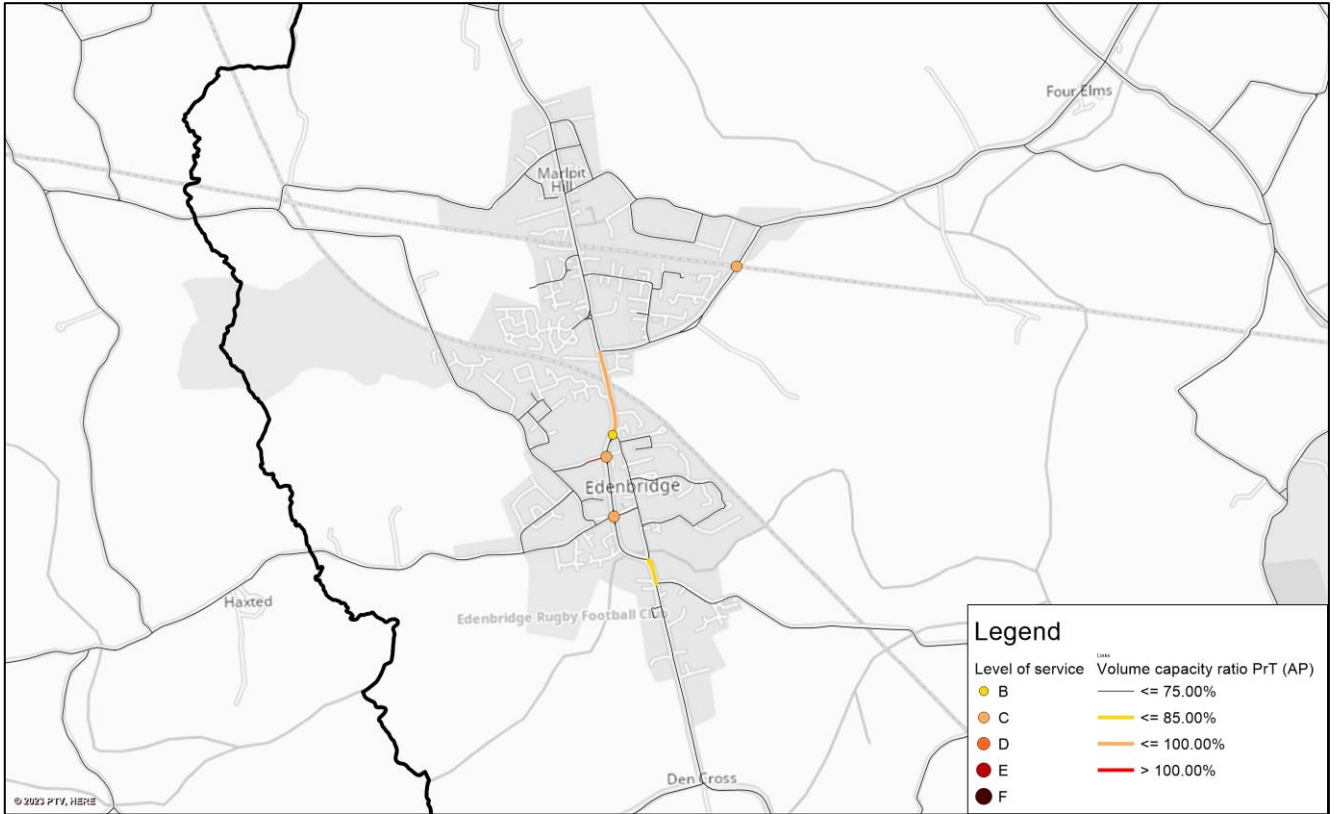 Four Elms
Marlpit
Hill
Edenbridge
Haxted
Edenbridge Rugby Football Club
Den Cross
Legend
Links
Level of service
Volume capacity ratio PrT (AP)
B
<= 75.00%
C
<= 85.00%
D
<= 100.00%
E
> 100.00%
F
© 2023 PTV, HERE